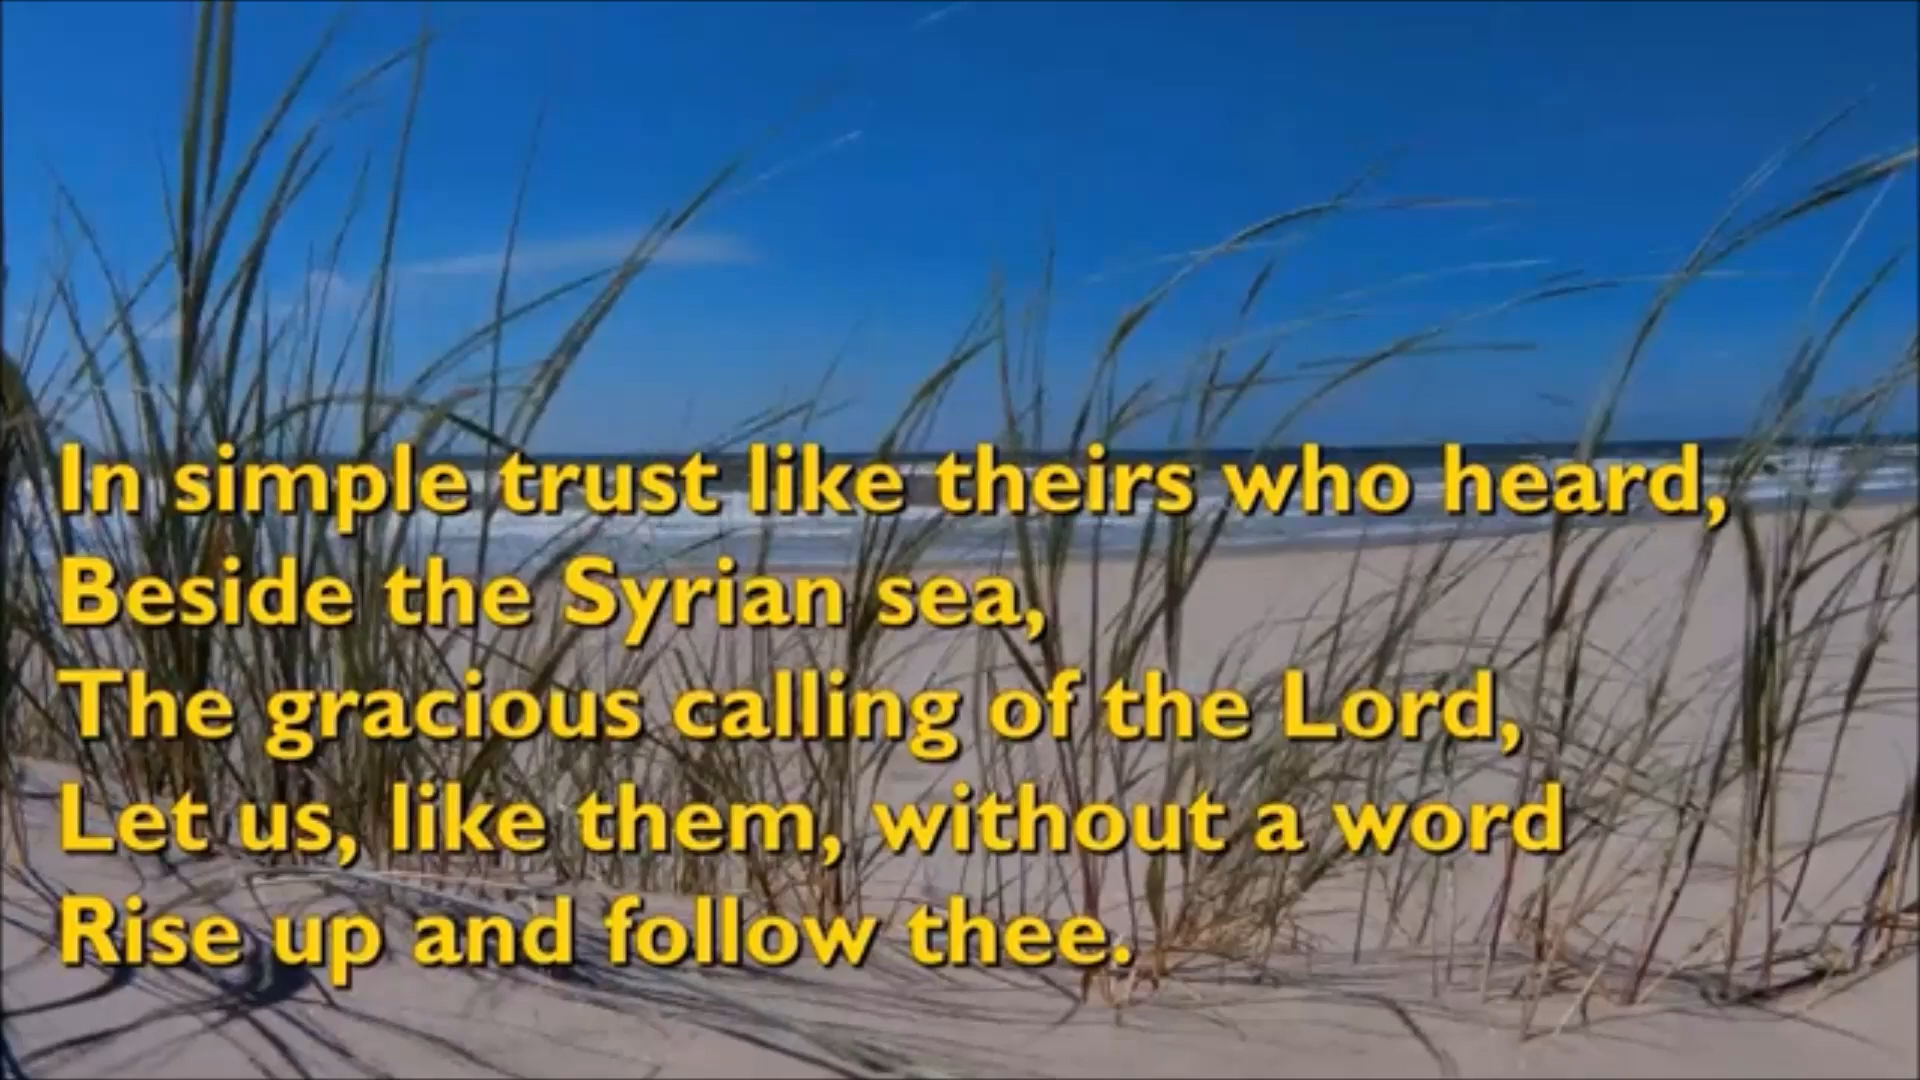 In simple trust like theirs who heard,
Beside the Syrian sea,
The gracious calling of the Lord,
Let us, like them, without a word
Rise up and follow thee.